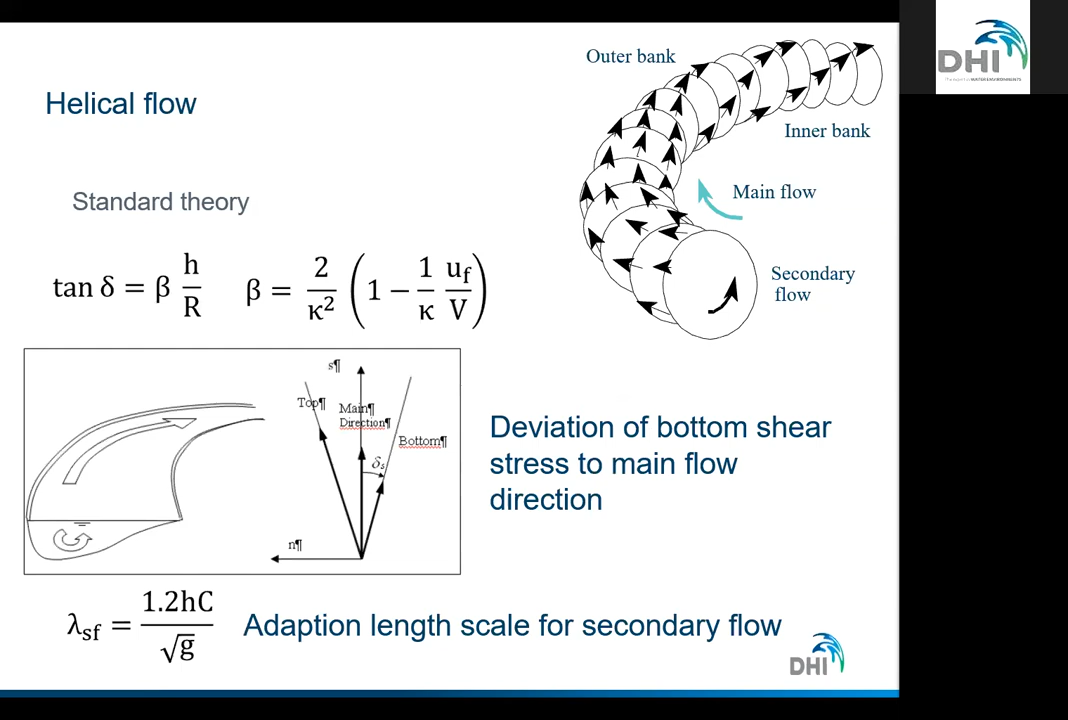 Helical flow
Standard theory
tan δ = β h/R
β = 2/κ² (1 − 1/κ u_f/V)
Outer bank
Inner bank
Main flow
Secondary
flow
s¶
Top¶
Main¶
Direction¶
Bottom¶
δs
n¶
Deviation of bottom shear
stress to main flow
direction
λsf = 1.2hC/√g
Adaption length scale for secondary flow
DHI
DHI